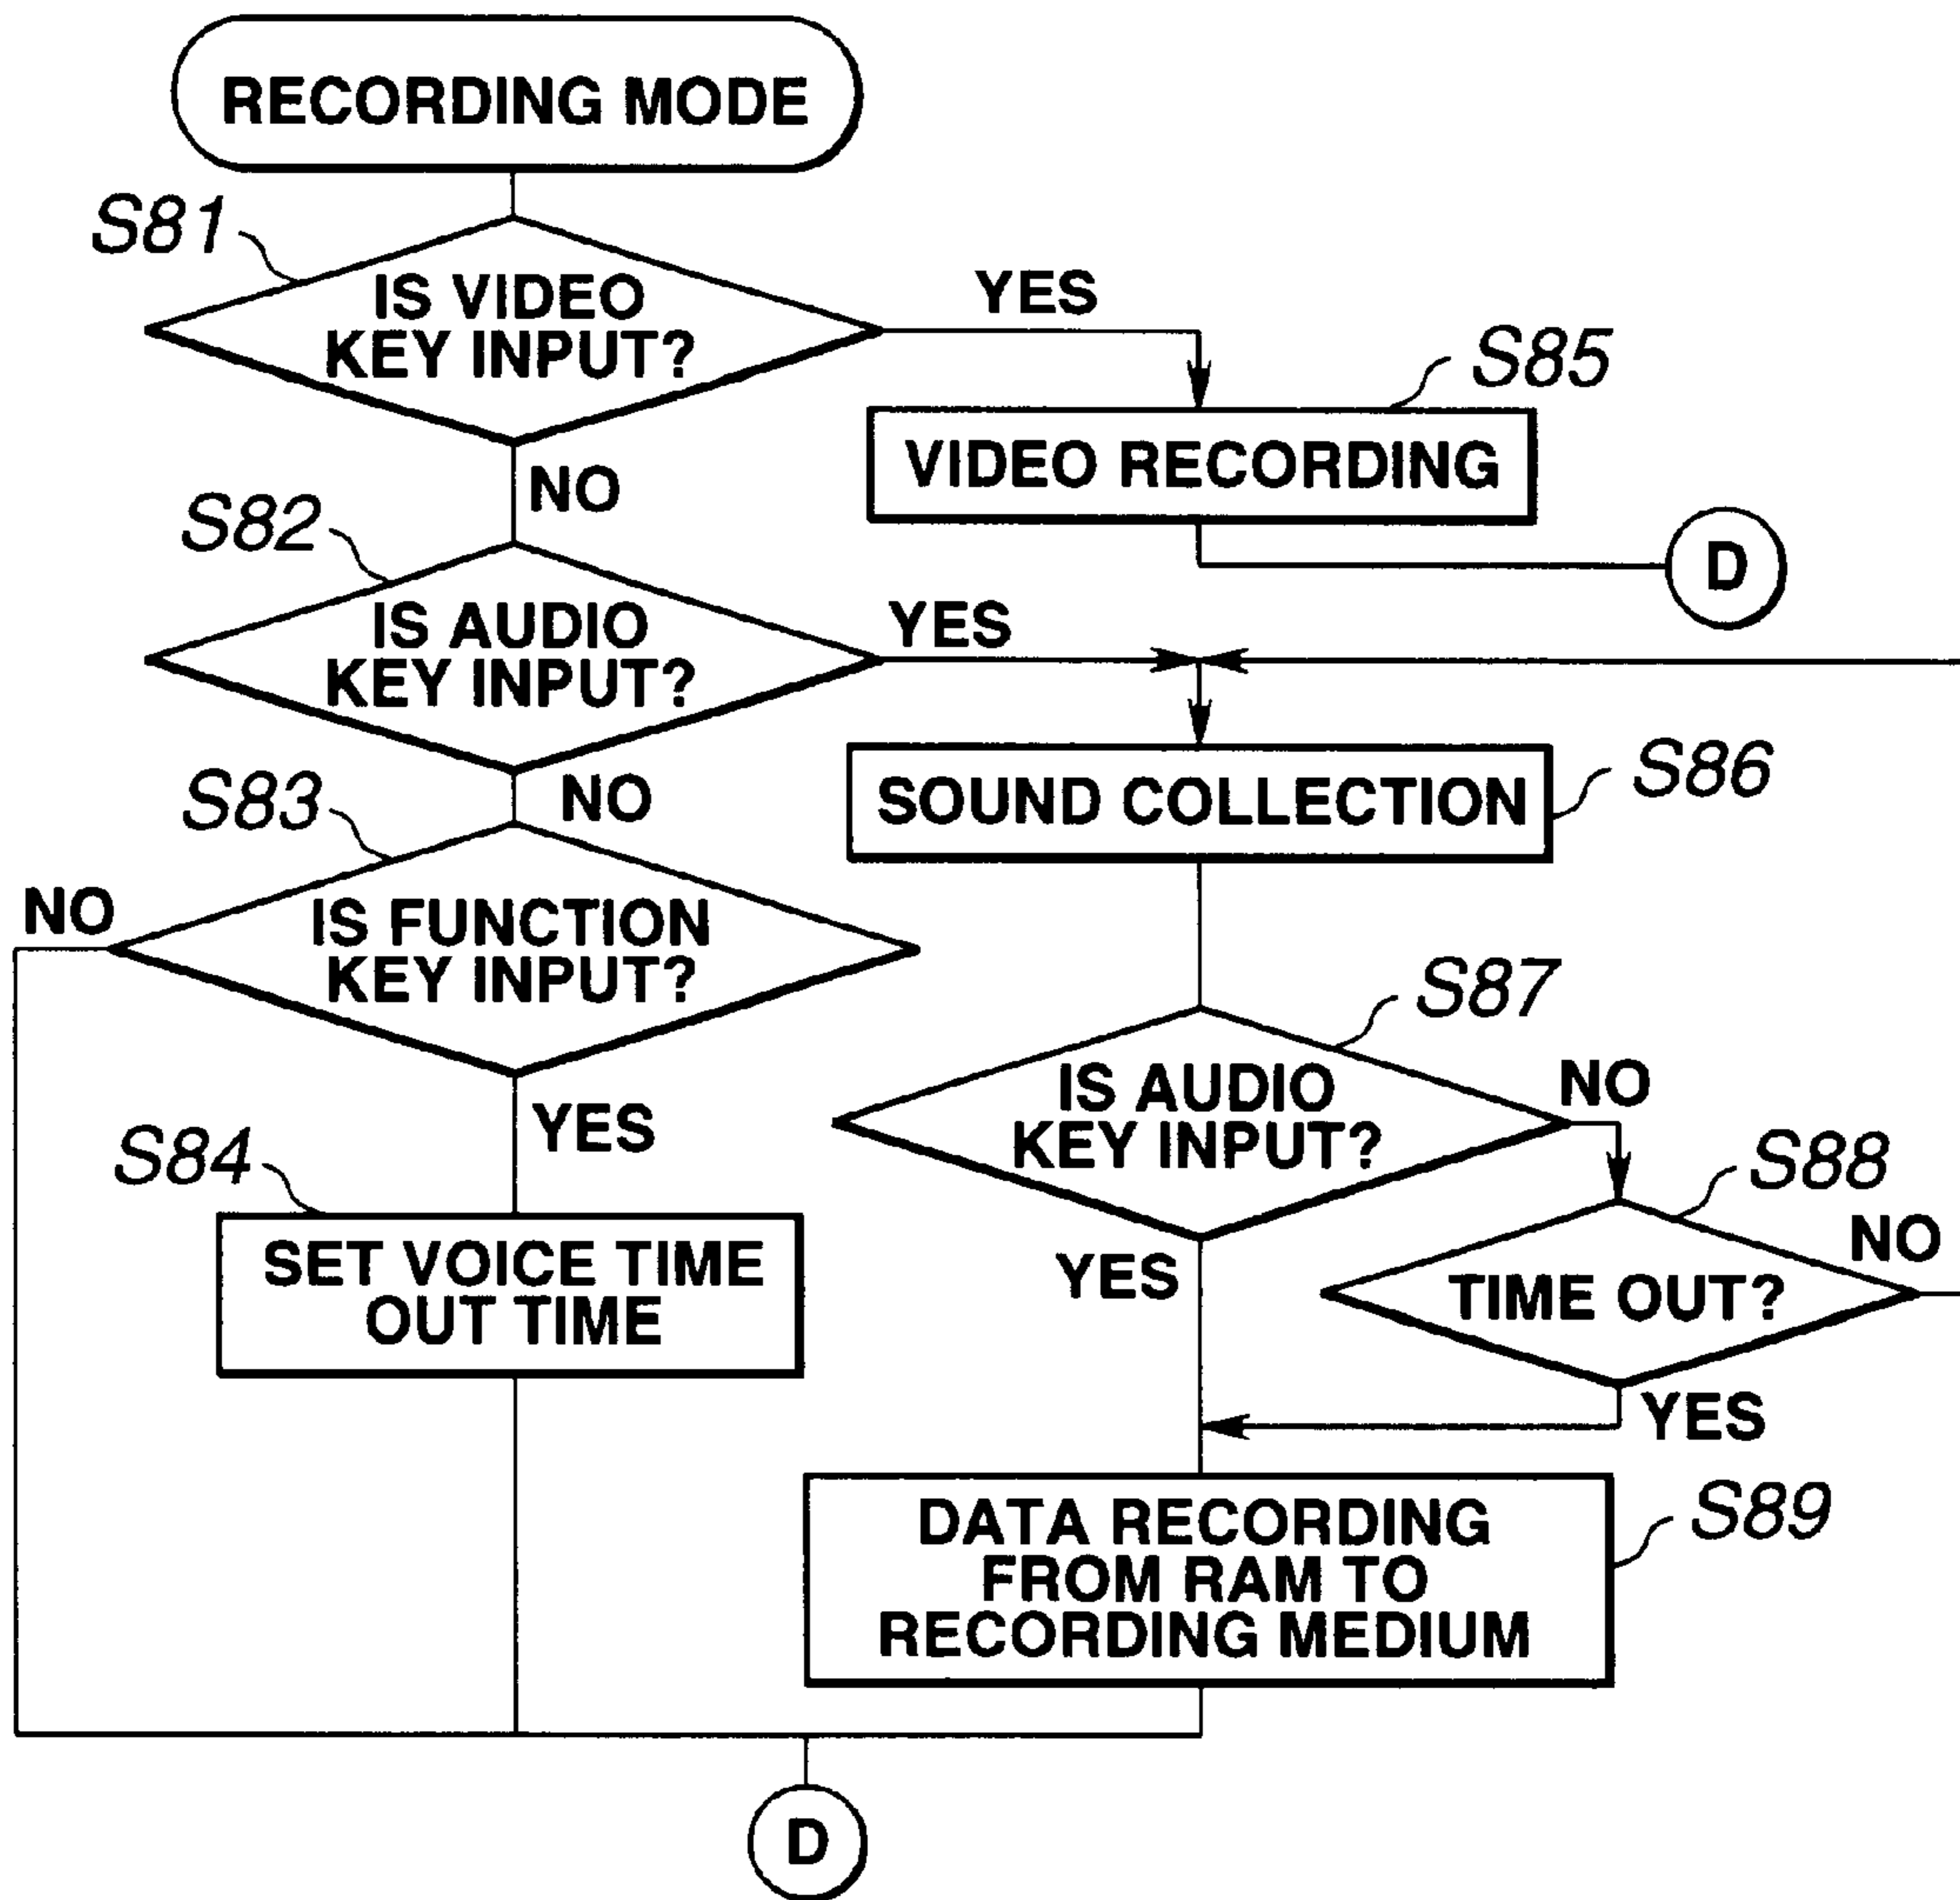 RECORDING MODE
S81
IS VIDEO
KEY INPUT?
YES
NO
S85
VIDEO RECORDING
D
S82
IS AUDIO
KEY INPUT?
YES
NO
S86
SOUND COLLECTION
S83
IS FUNCTION
KEY INPUT?
NO
YES
S87
IS AUDIO
KEY INPUT?
NO
YES
S84
SET VOICE TIME
OUT TIME
S88
TIME OUT?
NO
YES
S89
DATA RECORDING
FROM RAM TO
RECORDING MEDIUM
D